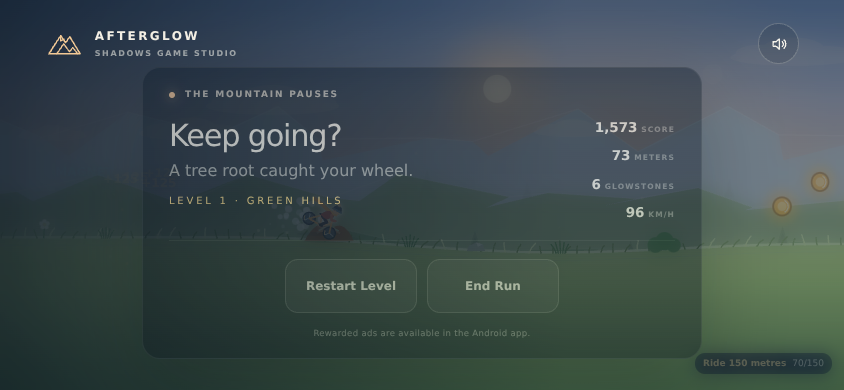 AFTERGLOW
SHADOWS GAME STUDIO
THE MOUNTAIN PAUSES
Keep going?
A tree root caught your wheel.
LEVEL 1 · GREEN HILLS
1,573 SCORE
73 METERS
6 GLOWSTONES
96 KM/H
Restart Level
End Run
Rewarded ads are available in the Android app.
Ride 150 metres 70/150